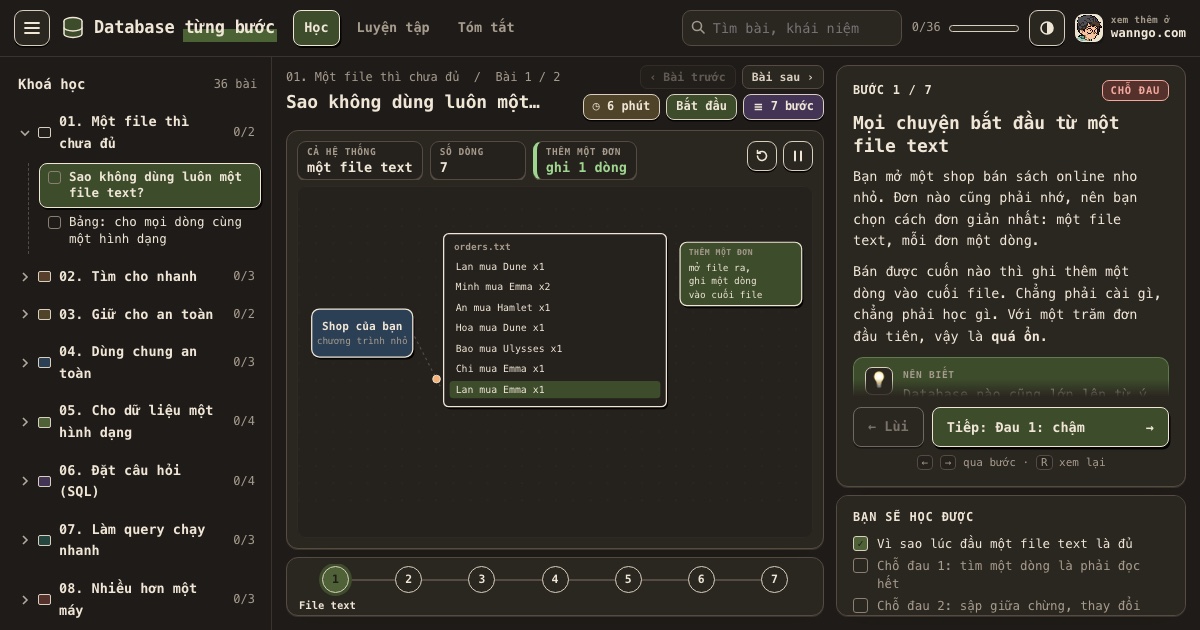 Database từng bước
Học
Luyện tập
Tóm tắt
Tìm bài, khái niệm
0/36
xem thêm ở
wanngo.com
Khoá học
36 bài
01. Một file thì chưa đủ
0/2
Sao không dùng luôn một file text?
Bảng: cho mọi dòng cùng một hình dạng
02. Tìm cho nhanh
0/3
03. Giữ cho an toàn
0/2
04. Dùng chung an toàn
0/3
05. Cho dữ liệu một hình dạng
0/4
06. Đặt câu hỏi (SQL)
0/4
07. Làm query chạy nhanh
0/3
08. Nhiều hơn một máy
0/3
01. Một file thì chưa đủ / Bài 1 / 2
‹ Bài trước
Bài sau ›
Sao không dùng luôn một…
6 phút
Bắt đầu
≡ 7 bước
CẢ HỆ THỐNG
một file text
SỐ DÒNG
7
THÊM MỘT ĐƠN
ghi 1 dòng
Shop của bạn
chương trình nhỏ
orders.txt
Lan mua Dune x1
Minh mua Emma x2
An mua Hamlet x1
Hoa mua Dune x1
Bao mua Ulysses x1
Chi mua Emma x1
Lan mua Emma x1
THÊM MỘT ĐƠN
mở file ra,
ghi một dòng
vào cuối file
1
2
3
4
5
6
7
File text
BƯỚC 1 / 7
CHỖ ĐAU
Mọi chuyện bắt đầu từ một
file text
Bạn mở một shop bán sách online nho
nhỏ. Đơn nào cũng phải nhớ, nên bạn
chọn cách đơn giản nhất: một file
text, mỗi đơn một dòng.
Bán được cuốn nào thì ghi thêm một
dòng vào cuối file. Chẳng phải cài gì,
chẳng phải học gì. Với một trăm đơn
đầu tiên, vậy là quá ổn.
NÊN BIẾT
Database nào cũng lớn lên từ ý
← Lùi
Tiếp: Đau 1: chậm →
← → qua bước · R xem lại
BẠN SẼ HỌC ĐƯỢC
Vì sao lúc đầu một file text là đủ
Chỗ đau 1: tìm một dòng là phải đọc
hết
Chỗ đau 2: sập giữa chừng, thay đổi